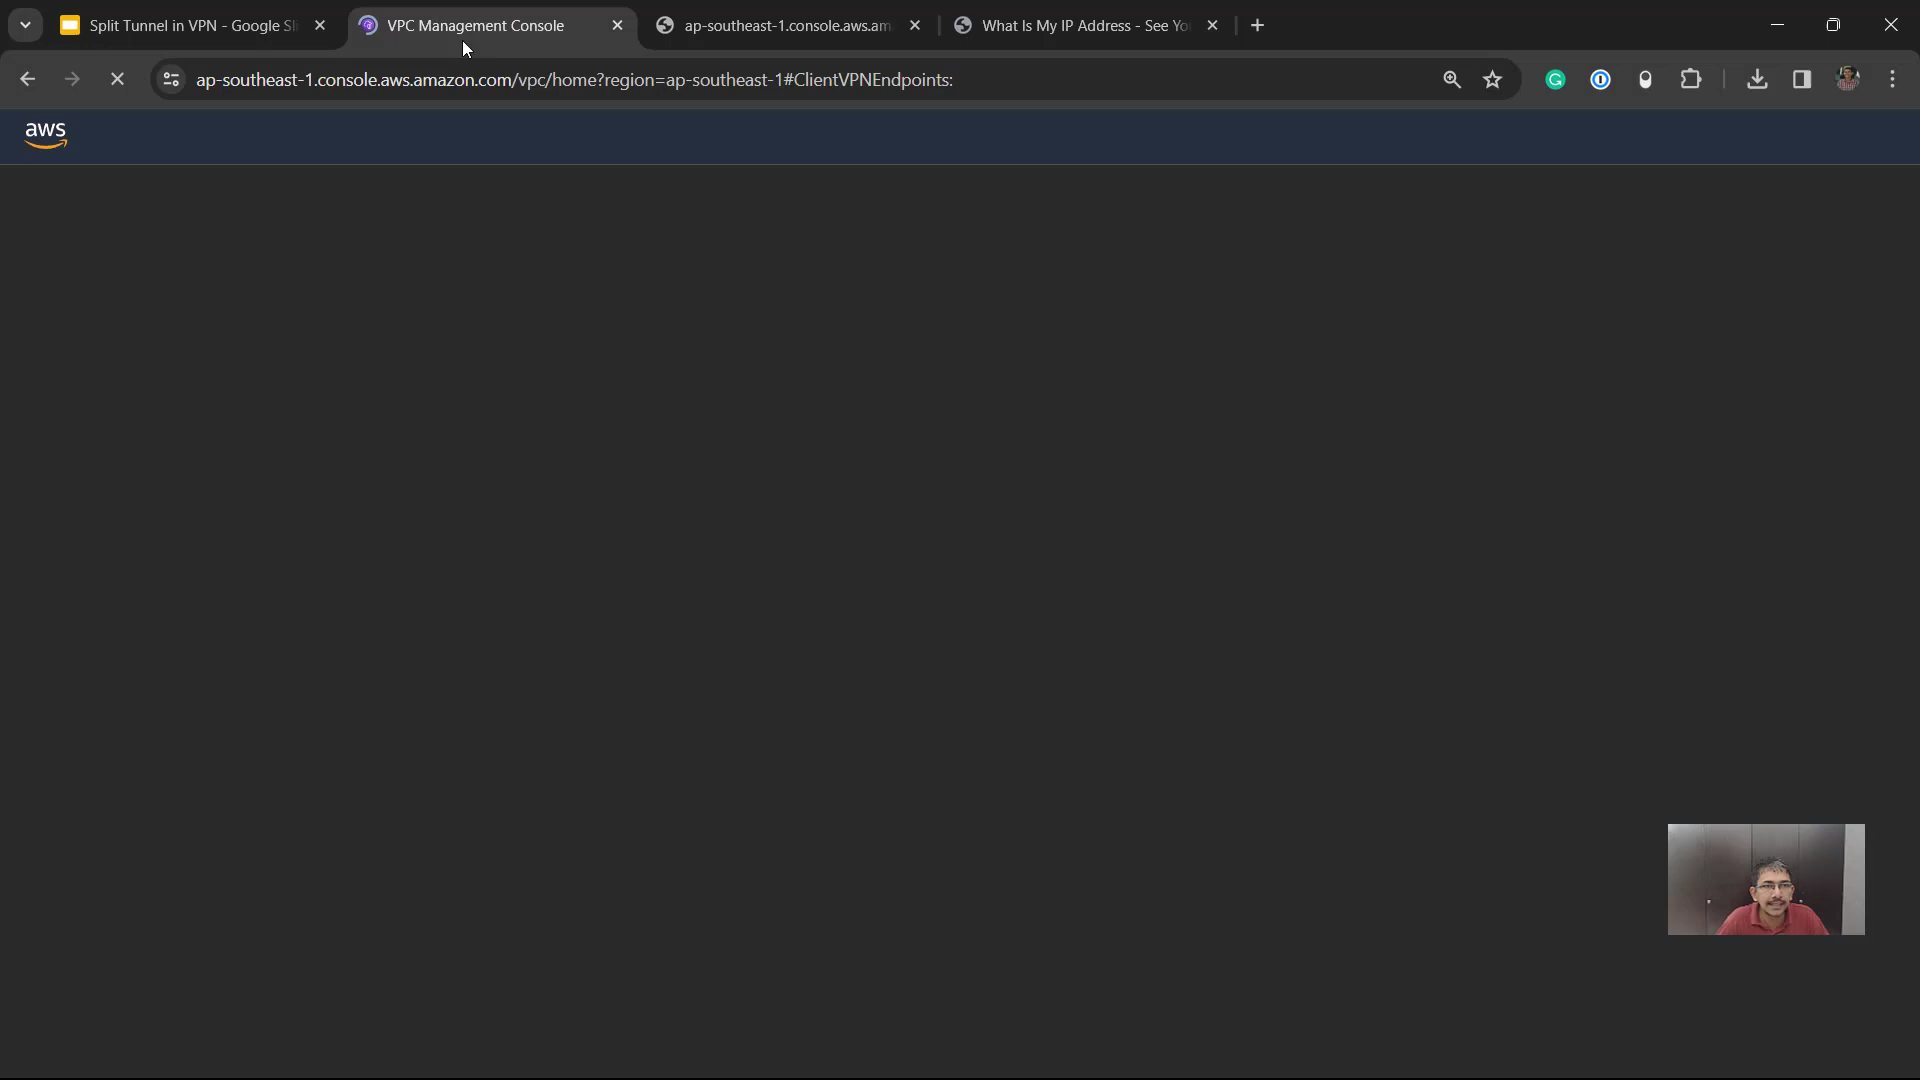 Split Tunnel in VPN - Google Sli
VPC Management Console
ap-southeast-1.console.aws.am
What Is My IP Address - See Yo
ap-southeast-1.console.aws.amazon.com/vpc/home?region=ap-southeast-1#ClientVPNEndpoints:
aws